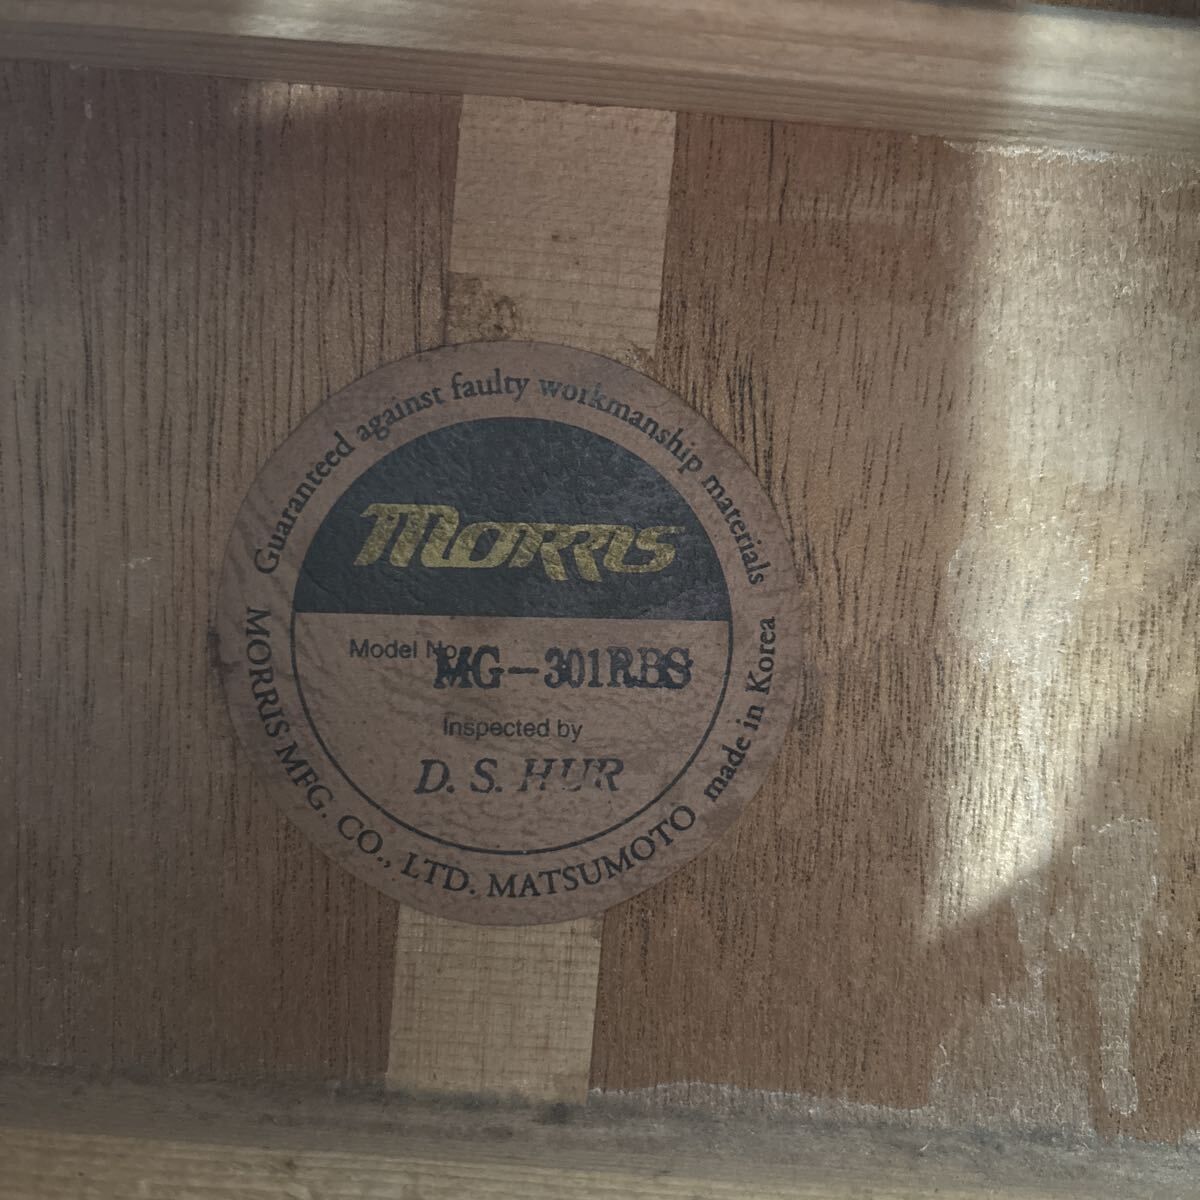 Guaranteed against faulty workmanship materials
MORRIS
Model No.
MG-301RBS
Inspected by
D. S. HUR
MORRIS MFG. CO., LTD. MATSUMOTO made in Korea